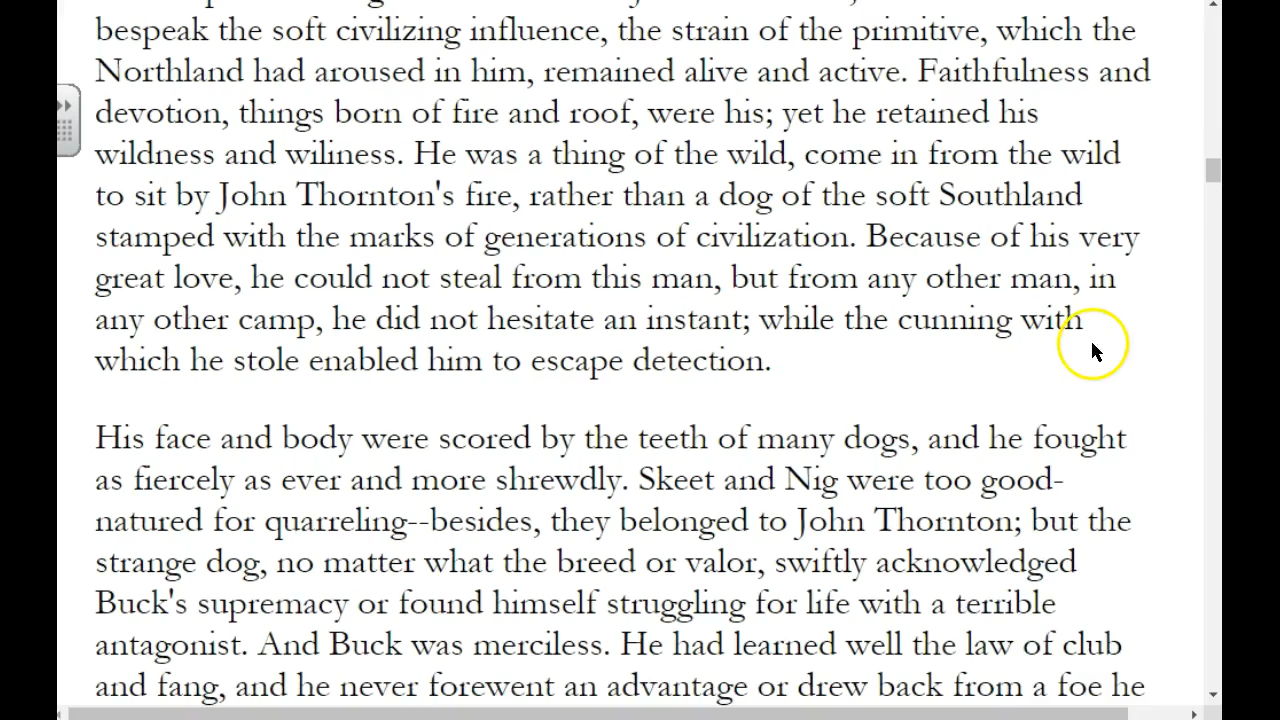 bespeak the soft civilizing influence, the strain of the primitive, which the
Northland had aroused in him, remained alive and active. Faithfulness and
devotion, things born of fire and roof, were his; yet he retained his
wildness and wiliness. He was a thing of the wild, come in from the wild
to sit by John Thornton's fire, rather than a dog of the soft Southland
stamped with the marks of generations of civilization. Because of his very
great love, he could not steal from this man, but from any other man, in
any other camp, he did not hesitate an instant; while the cunning with
which he stole enabled him to escape detection.
His face and body were scored by the teeth of many dogs, and he fought
as fiercely as ever and more shrewdly. Skeet and Nig were too good-
natured for quarreling--besides, they belonged to John Thornton; but the
strange dog, no matter what the breed or valor, swiftly acknowledged
Buck's supremacy or found himself struggling for life with a terrible
antagonist. And Buck was merciless. He had learned well the law of club
and fang, and he never forewent an advantage or drew back from a foe he